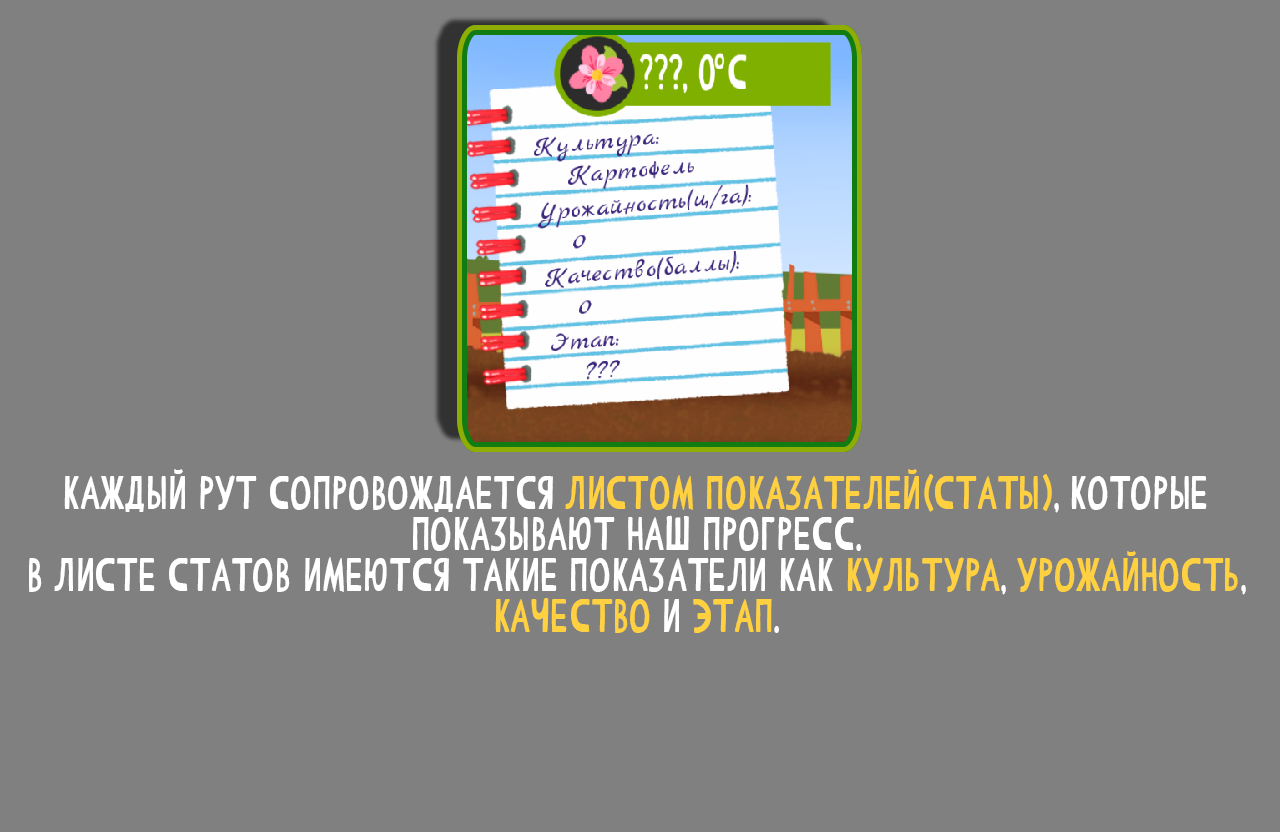 ???, 0°C
Культура:
Картофель
Урожайность(ц/га):
0
Качество(баллы):
0
Этап:
???
КАЖДЫЙ РУТ СОПРОВОЖДАЕТСЯ ЛИСТОМ ПОКАЗАТЕЛЕЙ(СТАТЫ), КОТОРЫЕ
ПОКАЗЫВАЮТ НАШ ПРОГРЕСС.
В ЛИСТЕ СТАТОВ ИМЕЮТСЯ ТАКИЕ ПОКАЗАТЕЛИ КАК КУЛЬТУРА, УРОЖАЙНОСТЬ,
КАЧЕСТВО И ЭТАП.